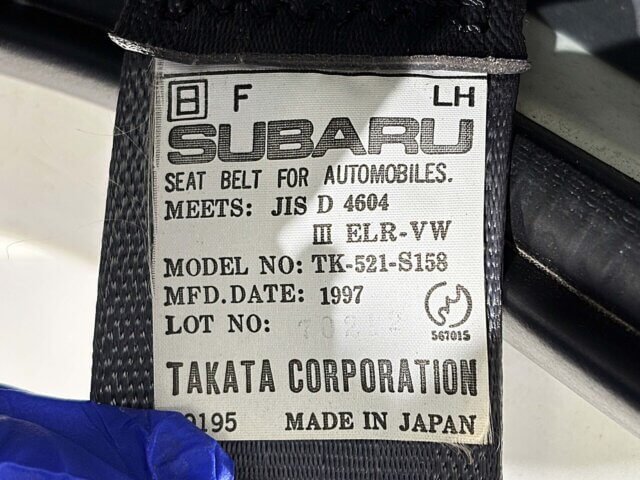 日 F LH
SUBARU
SEAT BELT FOR AUTOMOBILES.
MEETS: JIS D 4604
III ELR-VW
MODEL NO: TK-521-S158
MFD.DATE: 1997
LOT NO:
567015
TAKATA CORPORATION
MADE IN JAPAN